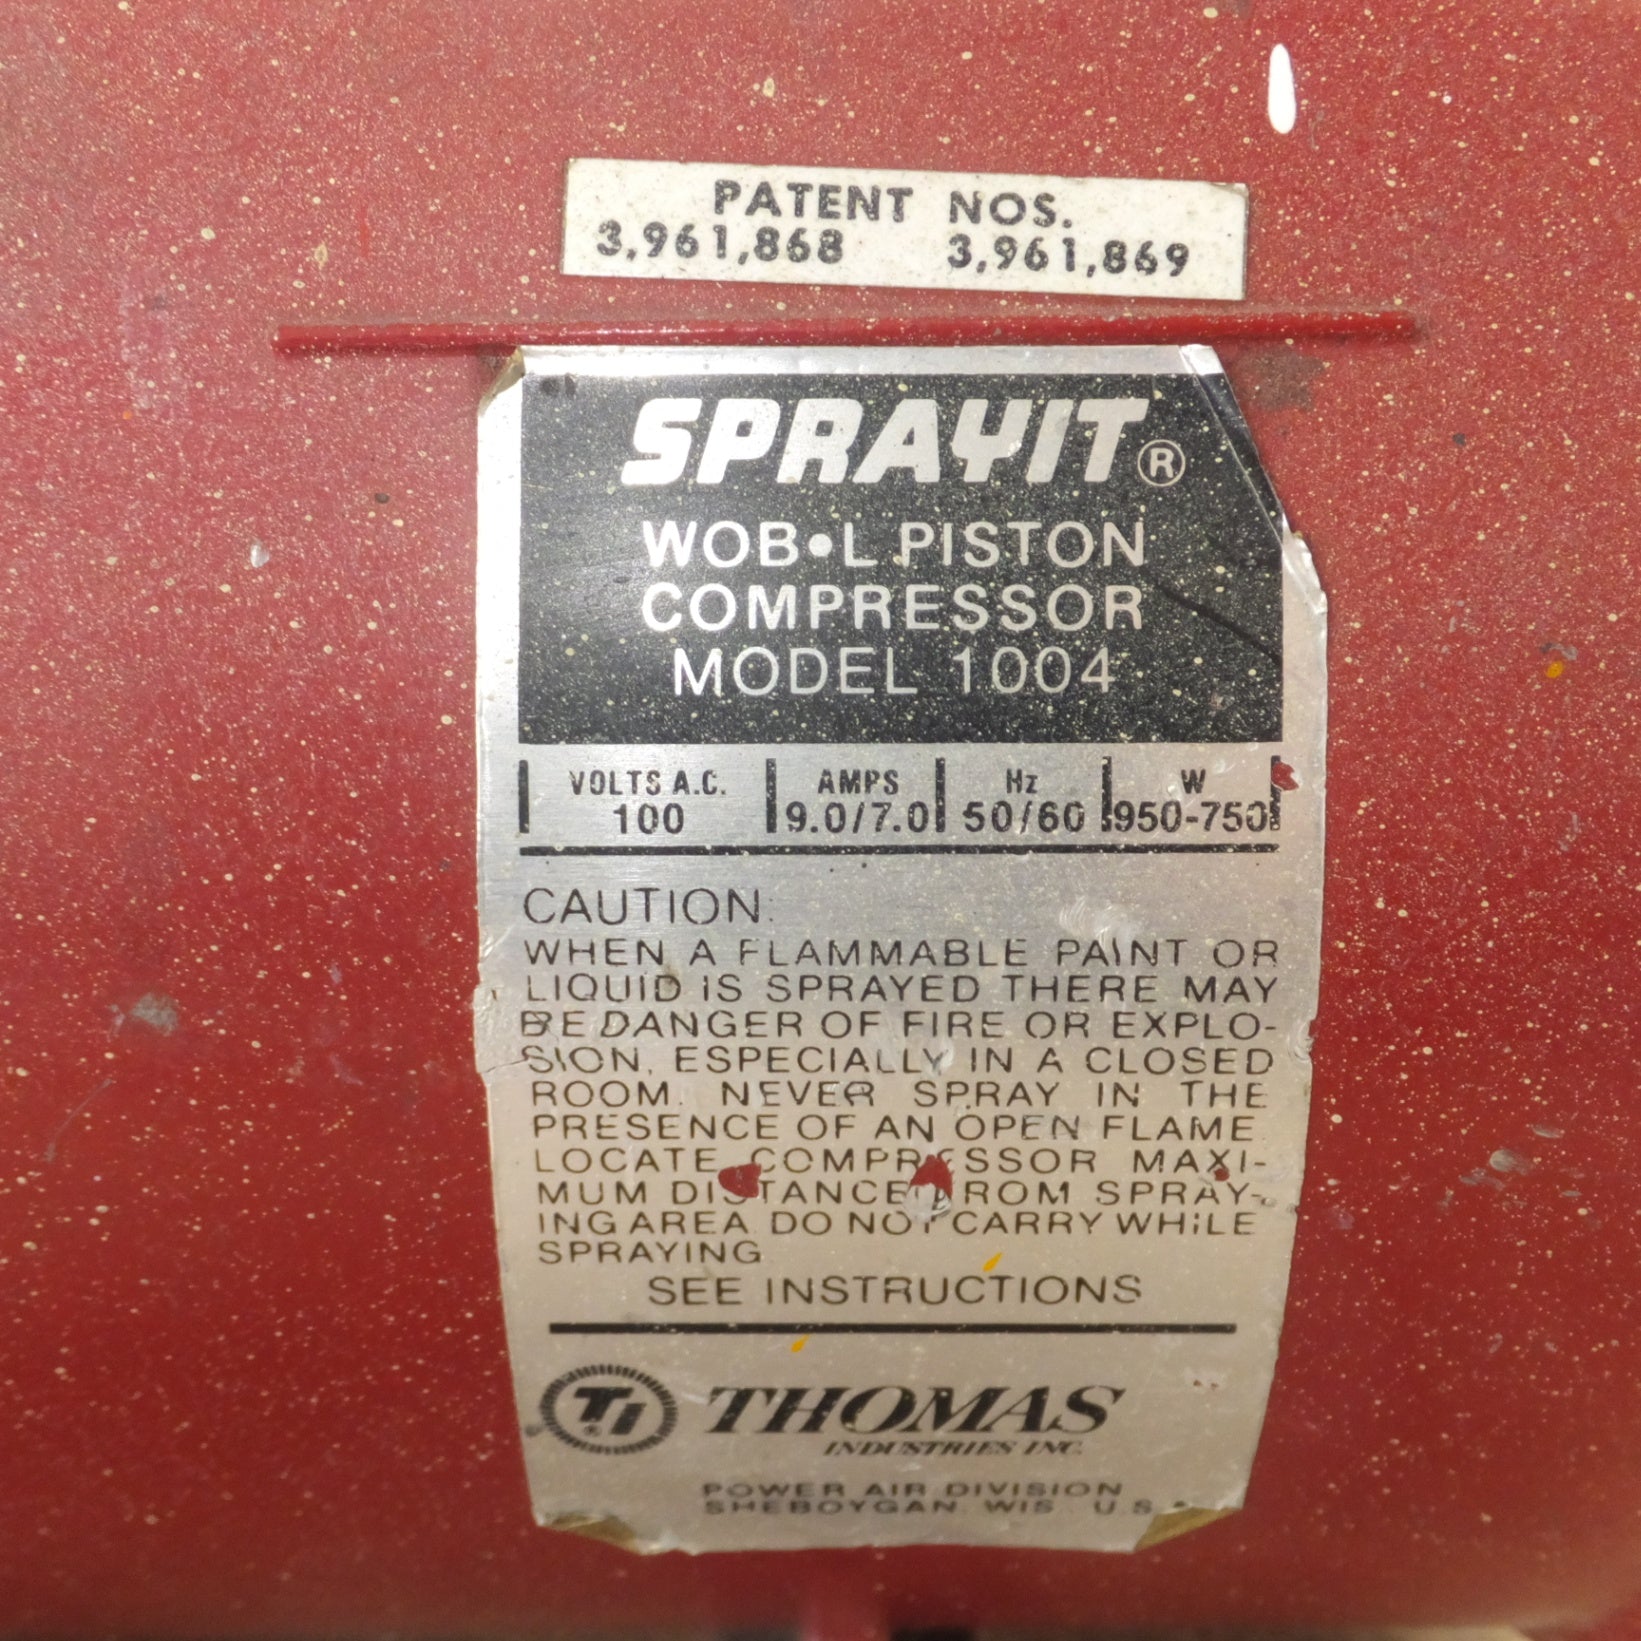 PATENT NOS.
3,961,868 3,961,869
SPRAYIT®
WOB•L PISTON
COMPRESSOR
MODEL 1004
VOLTS A.C. AMPS Hz W
100 9.0/7.0 50/60 950-750
CAUTION:
WHEN A FLAMMABLE PAINT OR
LIQUID IS SPRAYED THERE MAY
BE DANGER OF FIRE OR EXPLO-
SION, ESPECIALLY IN A CLOSED
ROOM. NEVER SPRAY IN THE
PRESENCE OF AN OPEN FLAME.
LOCATE COMPRESSOR MAXI-
MUM DISTANCE FROM SPRAY-
ING AREA DO NOT CARRY WHILE
SPRAYING
SEE INSTRUCTIONS
TI® THOMAS
INDUSTRIES INC.
POWER AIR DIVISION
SHEBOYGAN, WIS. U.S.